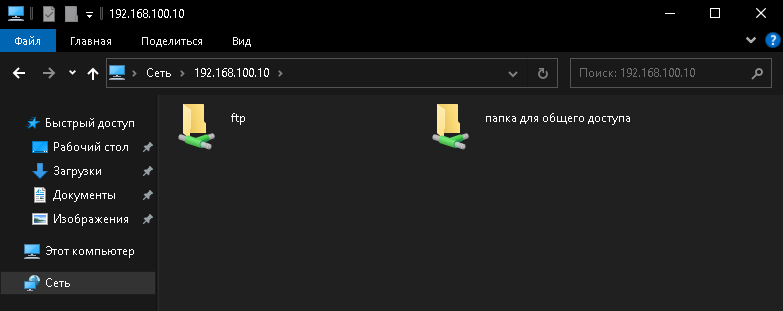 192.168.100.10
Файл Главная Поделиться Вид
Сеть 192.168.100.10 Поиск: 192.168.100.10
Быстрый доступ
Рабочий стол
Загрузки
Документы
Изображения
Этот компьютер
Сеть
ftp
папка для общего доступа